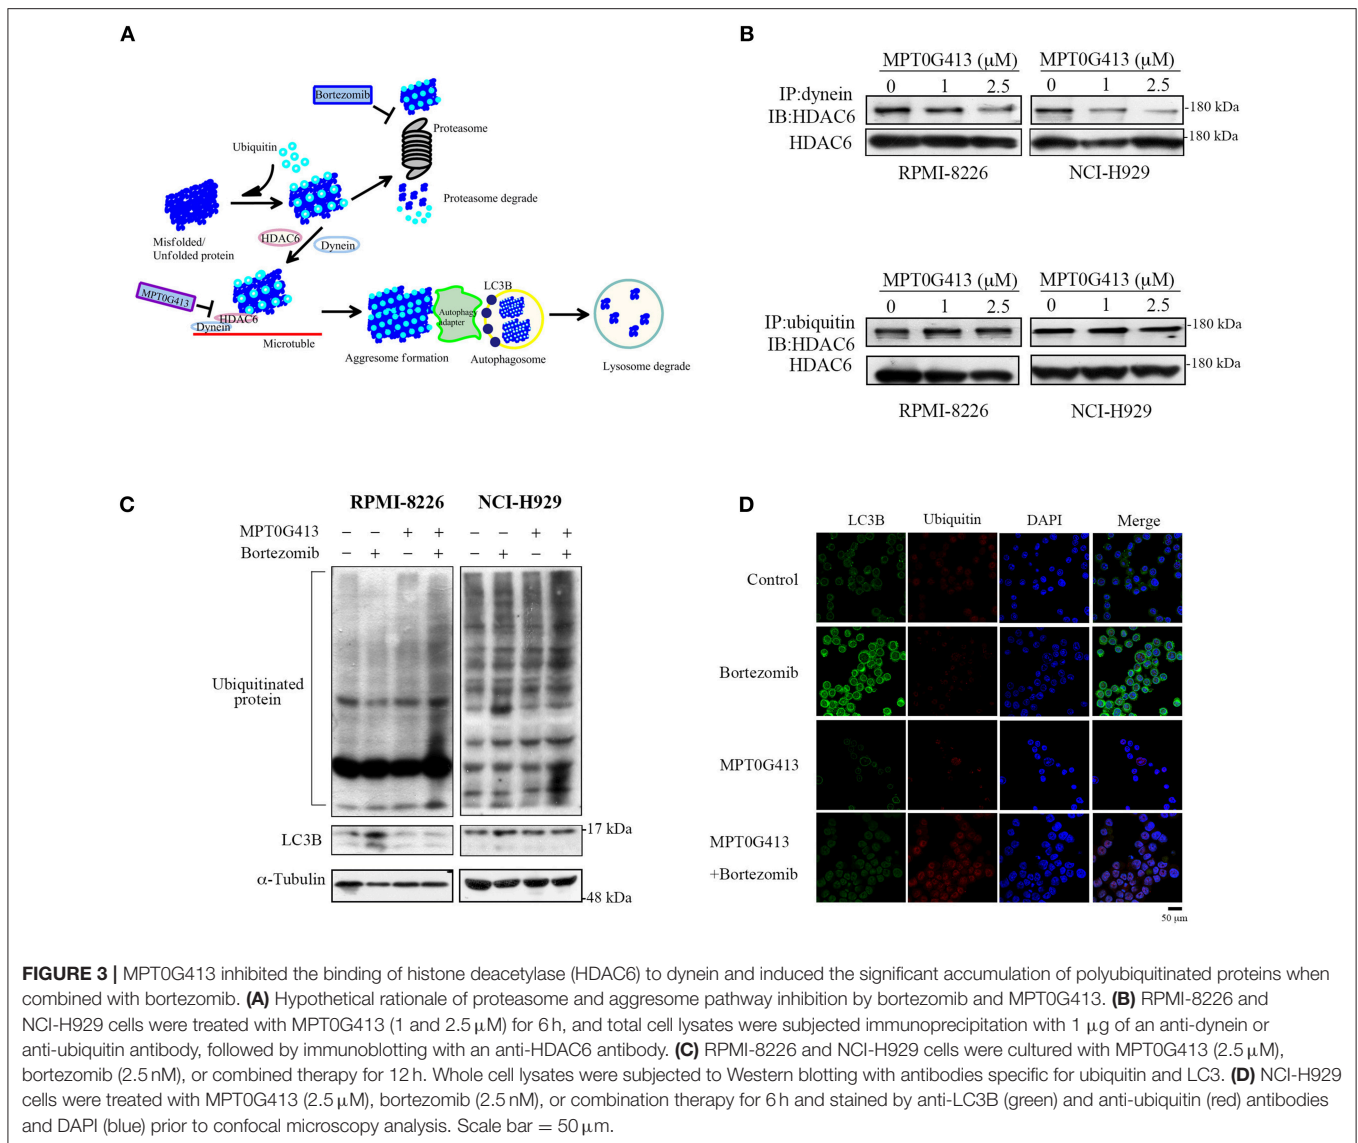 A
Bortezomib
Proteasome
Ubiquitin
Proteasome degrade
Misfolded/
Unfolded protein
HDAC6
Dynein
MPT0G413
HDAC6
Dynein
Microtuble
Aggresome formation
Autophagy
adapter
LC3B
Autophagosome
Lysosome degrade
B
MPT0G413 (μM) MPT0G413 (μM)
0 1 2.5 0 1 2.5
IP:dynein
IB:HDAC6
-180 kDa
HDAC6
-180 kDa
RPMI-8226 NCI-H929
MPT0G413 (μM) MPT0G413 (μM)
0 1 2.5 0 1 2.5
IP:ubiquitin
IB:HDAC6
-180 kDa
HDAC6
-180 kDa
RPMI-8226 NCI-H929
C
RPMI-8226 NCI-H929
MPT0G413 − − + + − − + +
Bortezomib − + − + − + − +
Ubiquitinated
protein
LC3B
-17 kDa
α-Tubulin
-48 kDa
D
LC3B Ubiquitin DAPI Merge
Control
Bortezomib
MPT0G413
MPT0G413
+Bortezomib
50 μm
FIGURE 3 | MPT0G413 inhibited the binding of histone deacetylase (HDAC6) to dynein and induced the significant accumulation of polyubiquitinated proteins when
combined with bortezomib. (A) Hypothetical rationale of proteasome and aggresome pathway inhibition by bortezomib and MPT0G413. (B) RPMI-8226 and
NCI-H929 cells were treated with MPT0G413 (1 and 2.5 μM) for 6 h, and total cell lysates were subjected immunoprecipitation with 1 μg of an anti-dynein or
anti-ubiquitin antibody, followed by immunoblotting with an anti-HDAC6 antibody. (C) RPMI-8226 and NCI-H929 cells were cultured with MPT0G413 (2.5 μM),
bortezomib (2.5 nM), or combined therapy for 12 h. Whole cell lysates were subjected to Western blotting with antibodies specific for ubiquitin and LC3. (D) NCI-H929
cells were treated with MPT0G413 (2.5 μM), bortezomib (2.5 nM), or combination therapy for 6 h and stained by anti-LC3B (green) and anti-ubiquitin (red) antibodies
and DAPI (blue) prior to confocal microscopy analysis. Scale bar = 50 μm.